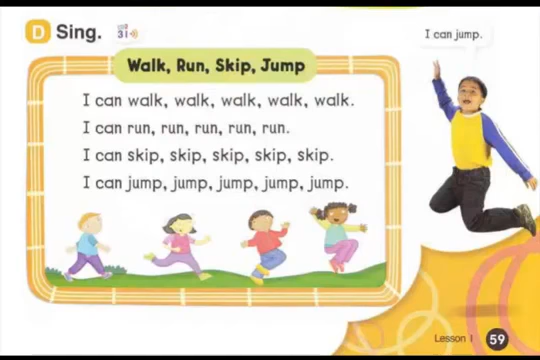 D Sing.
31
I can jump.
Walk, Run, Skip, Jump
I can walk, walk, walk, walk, walk.
I can run, run, run, run, run.
I can skip, skip, skip, skip, skip.
I can jump, jump, jump, jump, jump.
Lesson 1
59